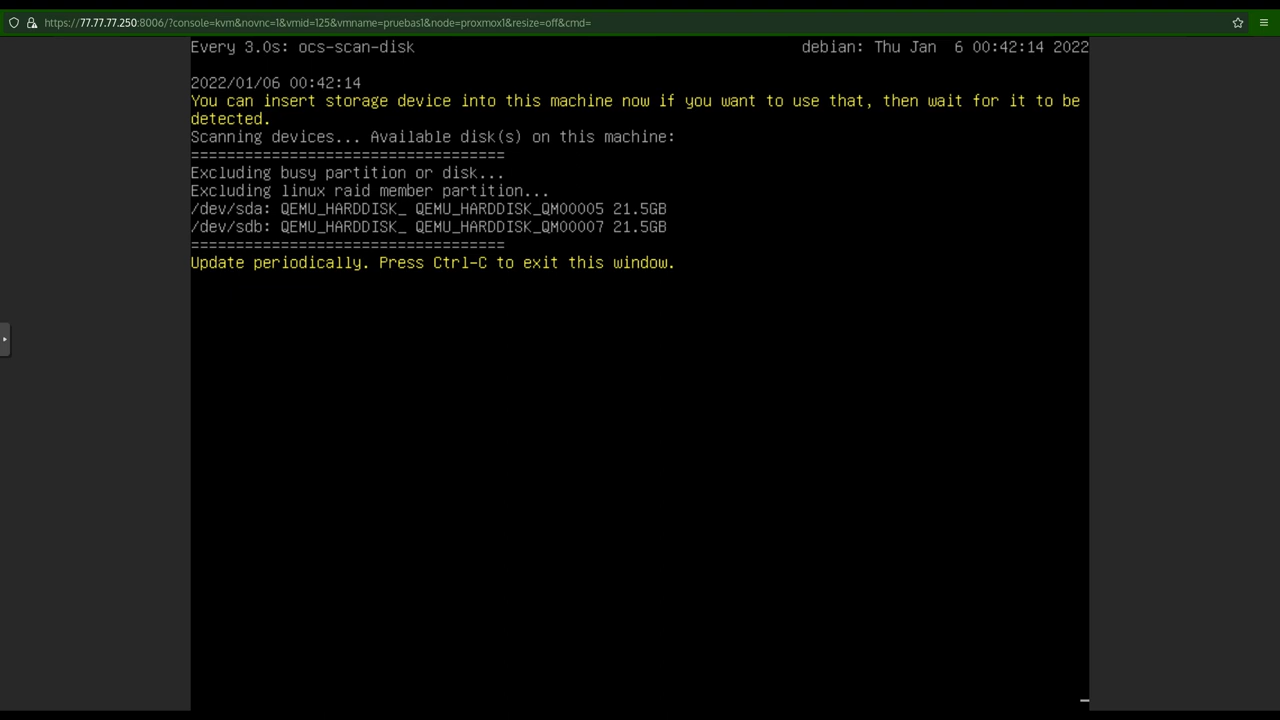 https://77.77.77.250:8006/?console=kvm&novnc=1&vmid=125&vmname=pruebas1&node=proxmox1&resize=off&cmd=
Every 3.0s: ocs-scan-disk debian: Thu Jan  6 00:42:14 2022
2022/01/06 00:42:14
You can insert storage device into this machine now if you want to use that, then wait for it to be
detected.
Scanning devices... Available disk(s) on this machine:
===================================
Excluding busy partition or disk...
Excluding linux raid member partition...
/dev/sda: QEMU_HARDDISK_ QEMU_HARDDISK_QM00005 21.5GB
/dev/sdb: QEMU_HARDDISK_ QEMU_HARDDISK_QM00007 21.5GB
===================================
Update periodically. Press Ctrl-C to exit this window.